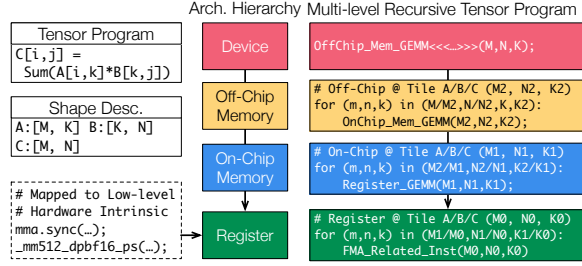 Arch. Hierarchy Multi-level Recursive Tensor Program
Tensor Program
C[i,j] =
Sum(A[i,k]*B[k,j])
Shape Desc.
A:[M, K] B:[K, N]
C:[M, N]
# Mapped to Low-level
# Hardware Intrinsic
mma.sync(…);
_mm512_dpbf16_ps(…);
Device
Off-Chip
Memory
On-Chip
Memory
Register
OffChip_Mem_GEMM<<<…>>>(M,N,K);
# Off-Chip @ Tile A/B/C (M2, N2, K2)
for (m,n,k) in (M/M2,N/N2,K,K2):
OnChip_Mem_GEMM(M2,N2,K2);
# On-Chip @ Tile A/B/C (M1, N1, K1)
for (m,n,k) in (M2/M1,N2/N1,K2/K1):
Register_GEMM(M1,N1,K1);
# Register @ Tile A/B/C (M0, N0, K0)
for (m,n,k) in (M1/M0,N1/N0,K1/K0):
FMA_Related_Inst(M0,N0,K0)